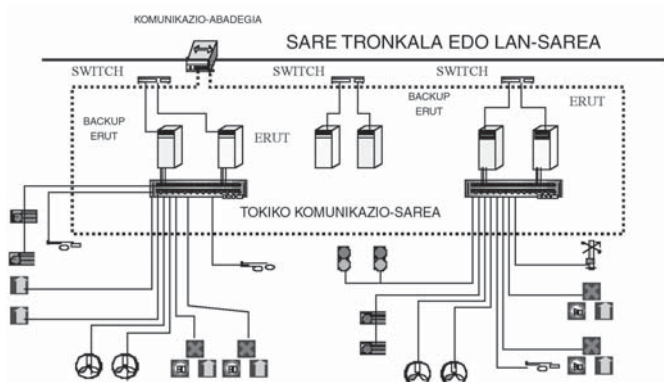 KOMUNIKAZIO-ABADEGIA
SARE TRONKALA EDO LAN-SAREA
SWITCH
SWITCH
SWITCH
BACKUP
ERUT
ERUT
BACKUP
ERUT
ERUT
TOKIKO KOMUNIKAZIO-SAREA